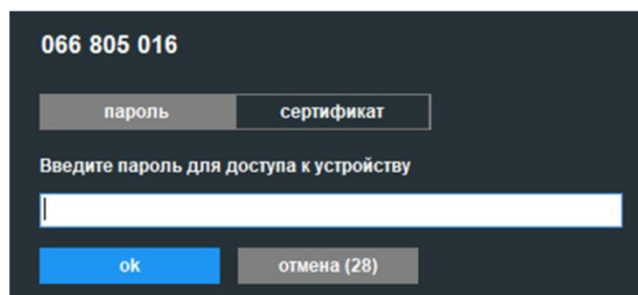 066 805 016
пароль сертификат
Введите пароль для доступа к устройству
ok отмена (28)